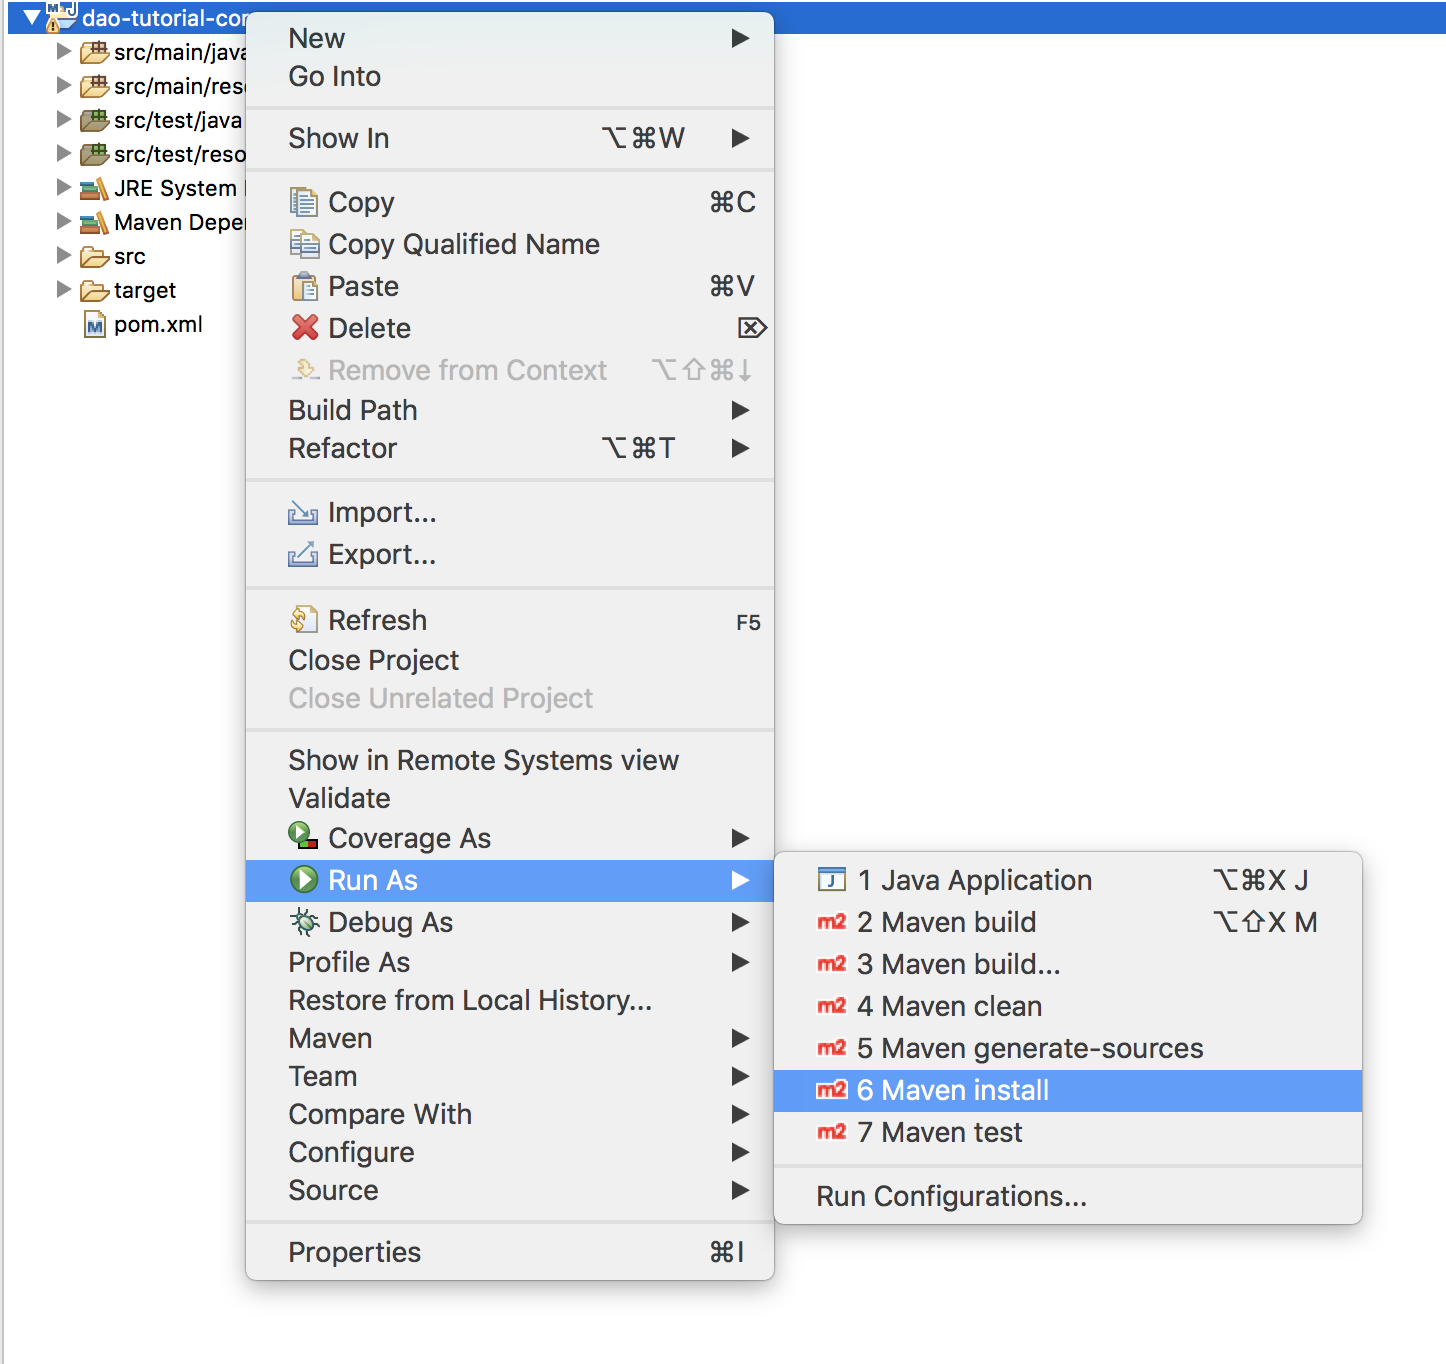 dao-tutorial-cor
src/main/java
src/main/res
src/test/java
src/test/reso
JRE System
Maven Depe
src
target
pom.xml
New
Go Into
Show In ⌥⌘W
Copy ⌘C
Copy Qualified Name
Paste ⌘V
Delete ⌦
Remove from Context ⌥⇧⌘↓
Build Path
Refactor ⌥⌘T
Import...
Export...
Refresh F5
Close Project
Close Unrelated Project
Show in Remote Systems view
Validate
Coverage As
Run As
Debug As
Profile As
Restore from Local History...
Maven
Team
Compare With
Configure
Source
Properties ⌘I
1 Java Application ⌥⌘X J
m2 2 Maven build ⌥⇧X M
m2 3 Maven build...
m2 4 Maven clean
m2 5 Maven generate-sources
m2 6 Maven install
m2 7 Maven test
Run Configurations...